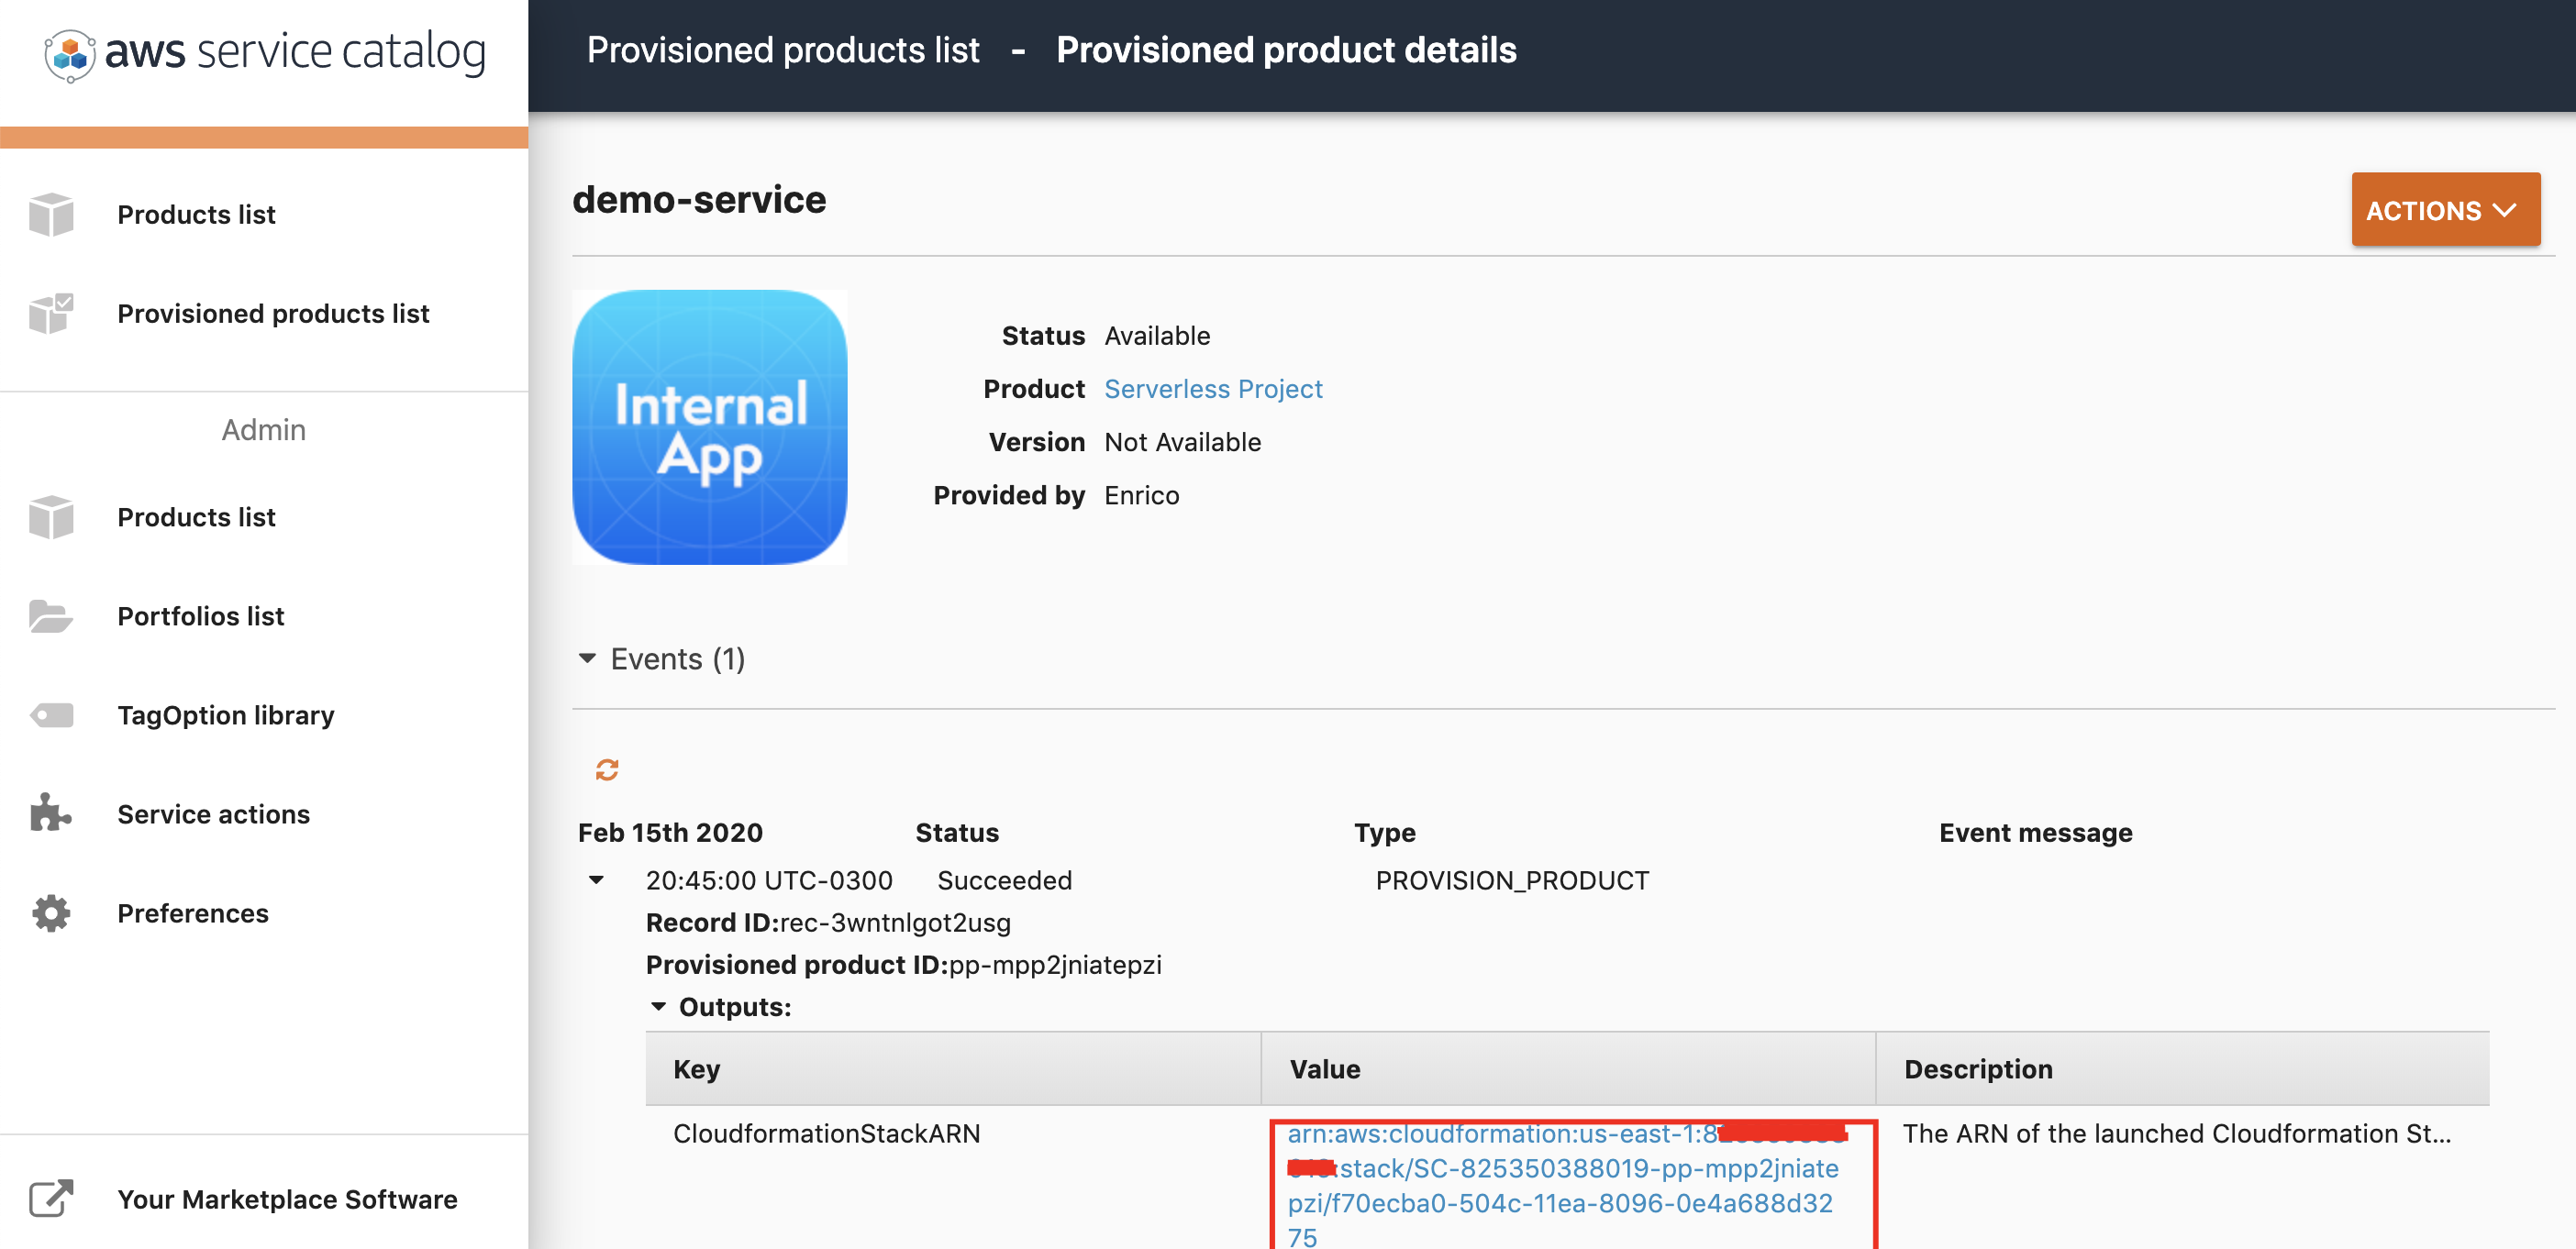 aws service catalog
Provisioned products list - Provisioned product details
Products list
Provisioned products list
Admin
Products list
Portfolios list
TagOption library
Service actions
Preferences
Your Marketplace Software
demo-service
ACTIONS
Internal
App
Status Available
Product Serverless Project
Version Not Available
Provided by Enrico
Events (1)
Feb 15th 2020 Status Type Event message
20:45:00 UTC-0300 Succeeded PROVISION_PRODUCT
Record ID:rec-3wntnlgot2usg
Provisioned product ID:pp-mpp2jniatepzi
Outputs:
Key Value Description
CloudformationStackARN arn:aws:cloudformation:us-east-1:8 The ARN of the launched Cloudformation St...
:stack/SC-825350388019-pp-mpp2jniate
pzi/f70ecba0-504c-11ea-8096-0e4a688d32
75